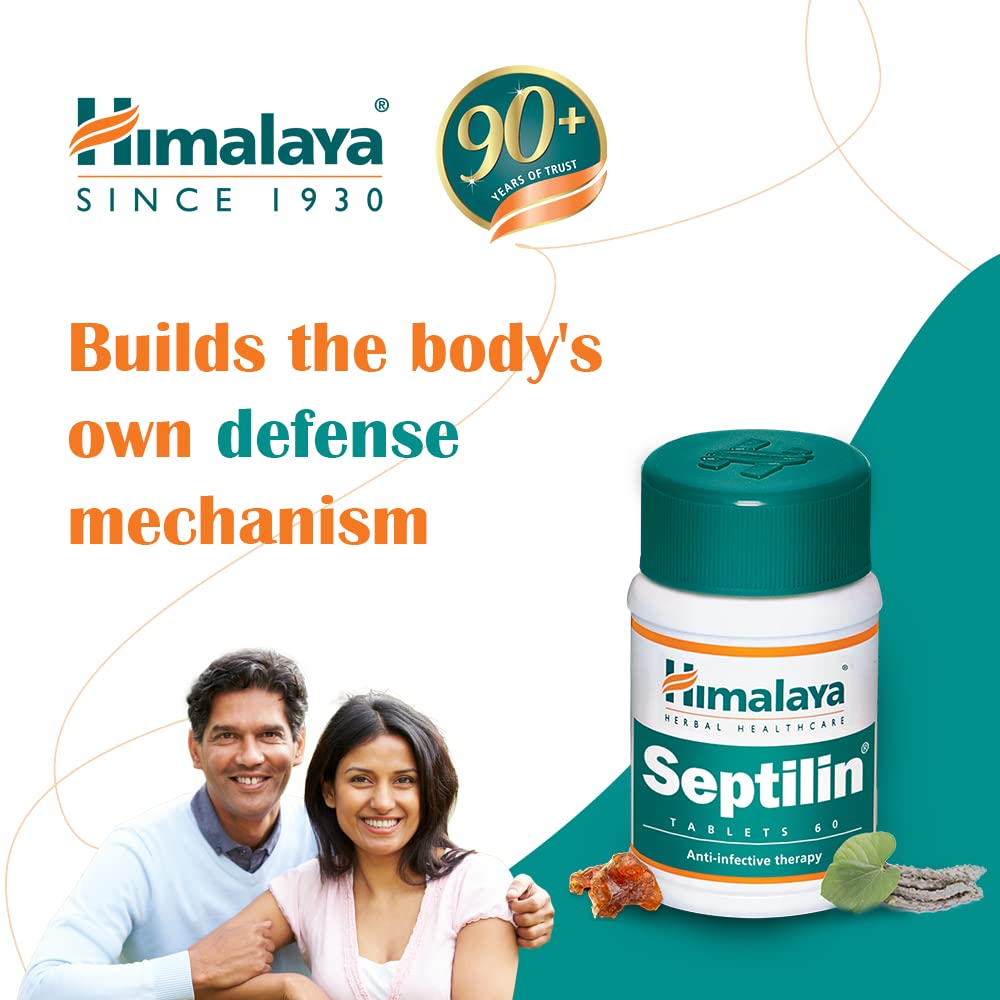 Himalaya®
SINCE 1930
90+
YEARS OF TRUST
Builds the body's
own defense
mechanism
Himalaya®
HERBAL HEALTHCARE
Septilin®
TABLETS 60
Anti-infective therapy